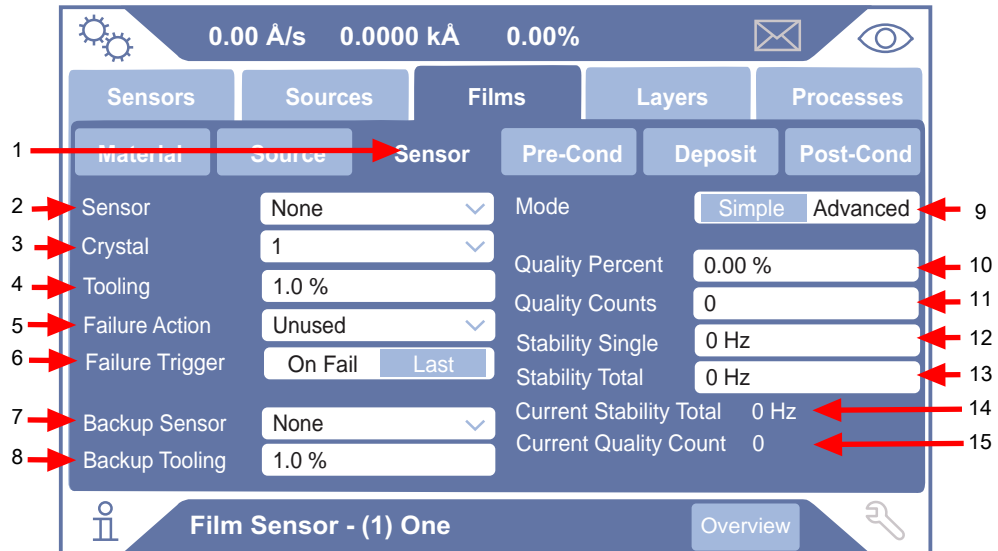 0.00 Å/s 0.0000 kÅ 0.00%
Sensors Sources Films Layers Processes
1 Material Source Sensor Pre-Cond Deposit Post-Cond
2 Sensor None Mode Simple Advanced 9
3 Crystal 1
Quality Percent 0.00 % 10
4 Tooling 1.0 %
Quality Counts 0 11
5 Failure Action Unused
Stability Single 0 Hz 12
6 Failure Trigger On Fail Last
Stability Total 0 Hz 13
Current Stability Total 0 Hz 14
7 Backup Sensor None
Current Quality Count 0 15
8 Backup Tooling 1.0 %
Film Sensor - (1) One Overview